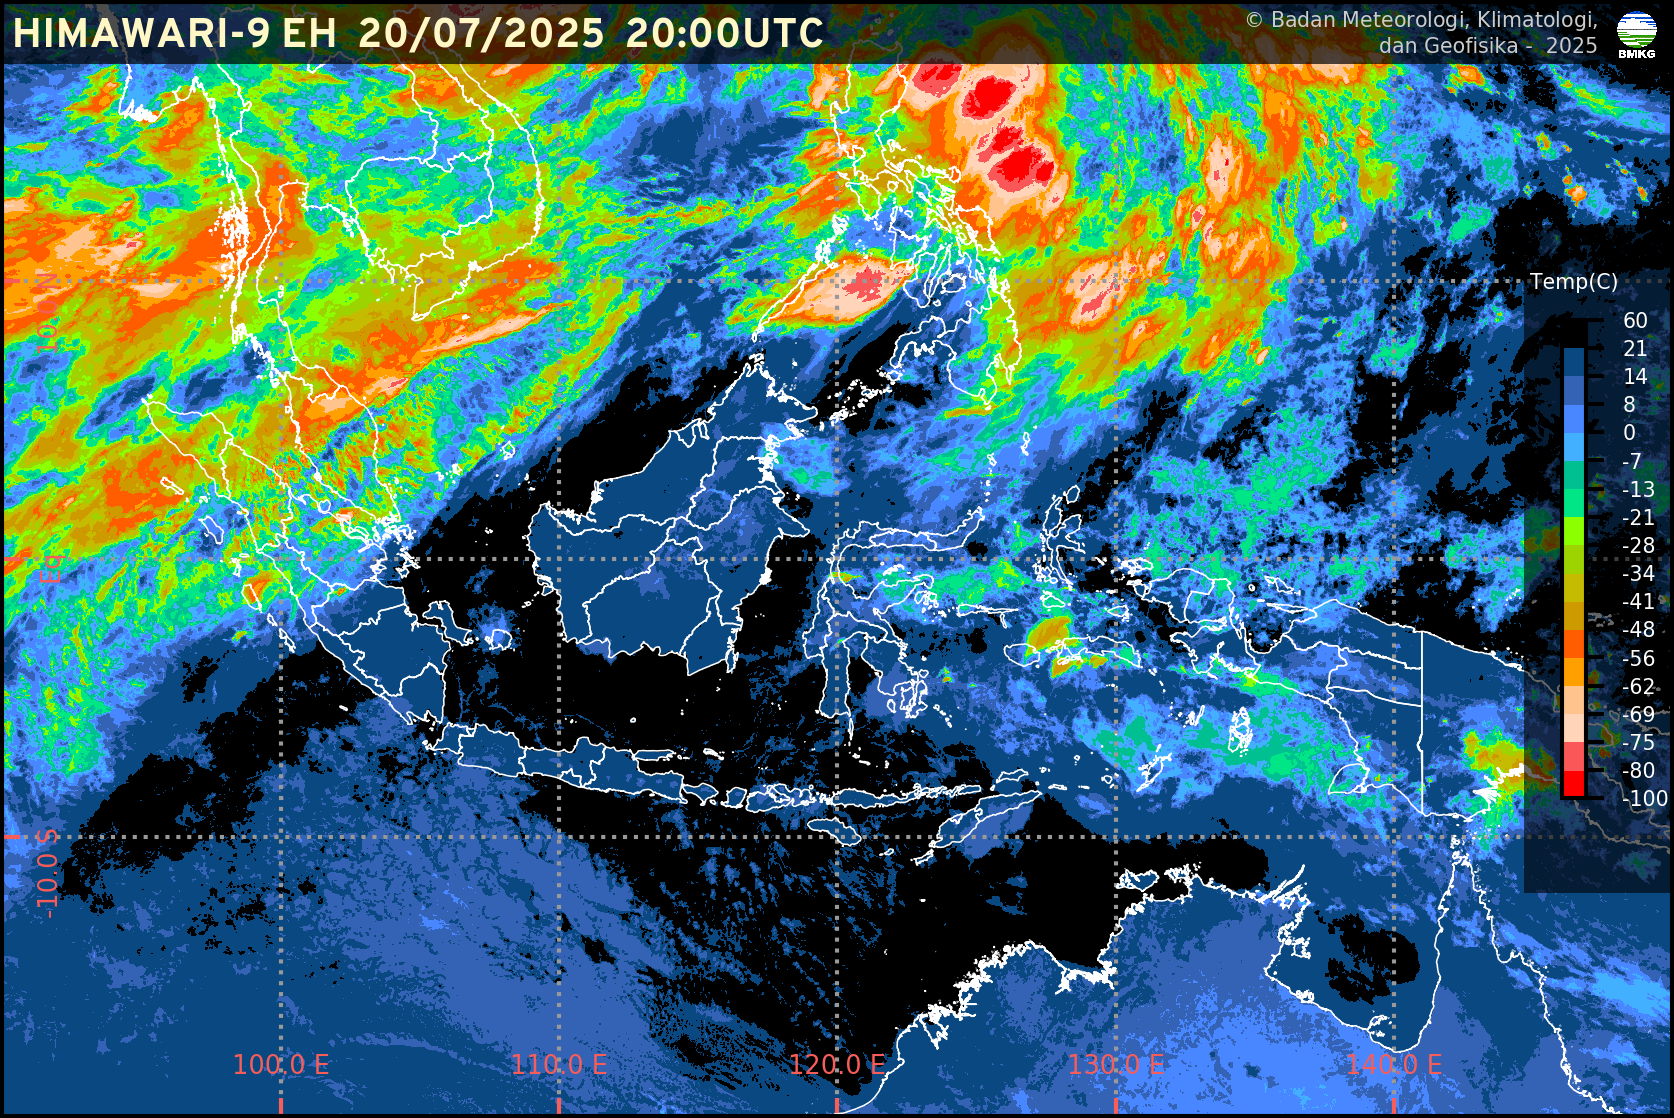 HIMAWARI-9 EH 20/07/2025 20:00UTC
© Badan Meteorologi, Klimatologi,
dan Geofisika - 2025
BMKG
Temp(C)
60
21
14
8
0
-7
-13
-21
-28
-34
-41
-48
-56
-62
-69
-75
-80
-100
10.0 N
EQ
-10.0 S
100.0 E
110.0 E
120.0 E
130.0 E
140.0 E